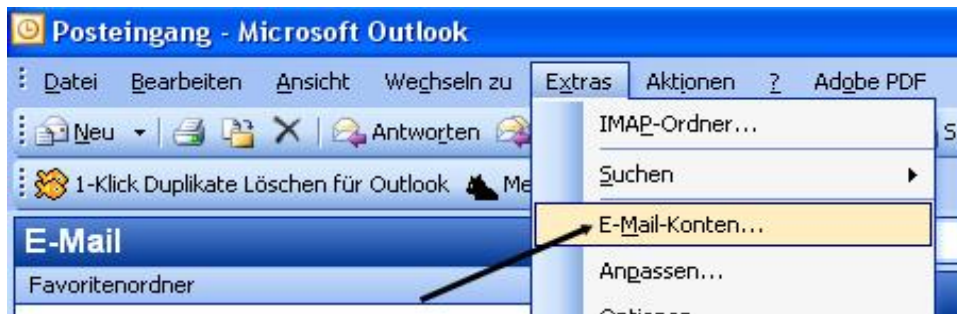 Posteingang - Microsoft Outlook
Datei Bearbeiten Ansicht Wechseln zu Extras Aktionen ? Adobe PDF
Neu Antworten
IMAP-Ordner...
1-Klick Duplikate Löschen für Outlook
Suchen
E-Mail
E-Mail-Konten...
Favoritenordner
Anpassen...